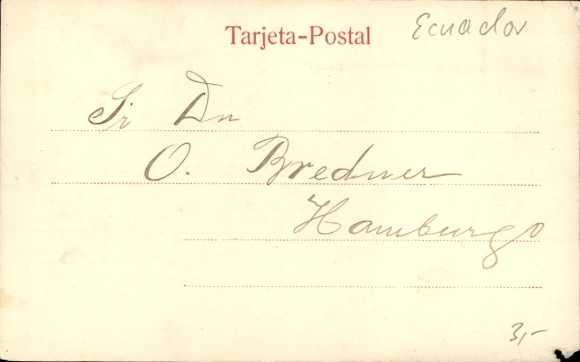 Tarjeta-Postal
Ecuador
Sr Dn
O. Bredner
Hamburgo
3,-